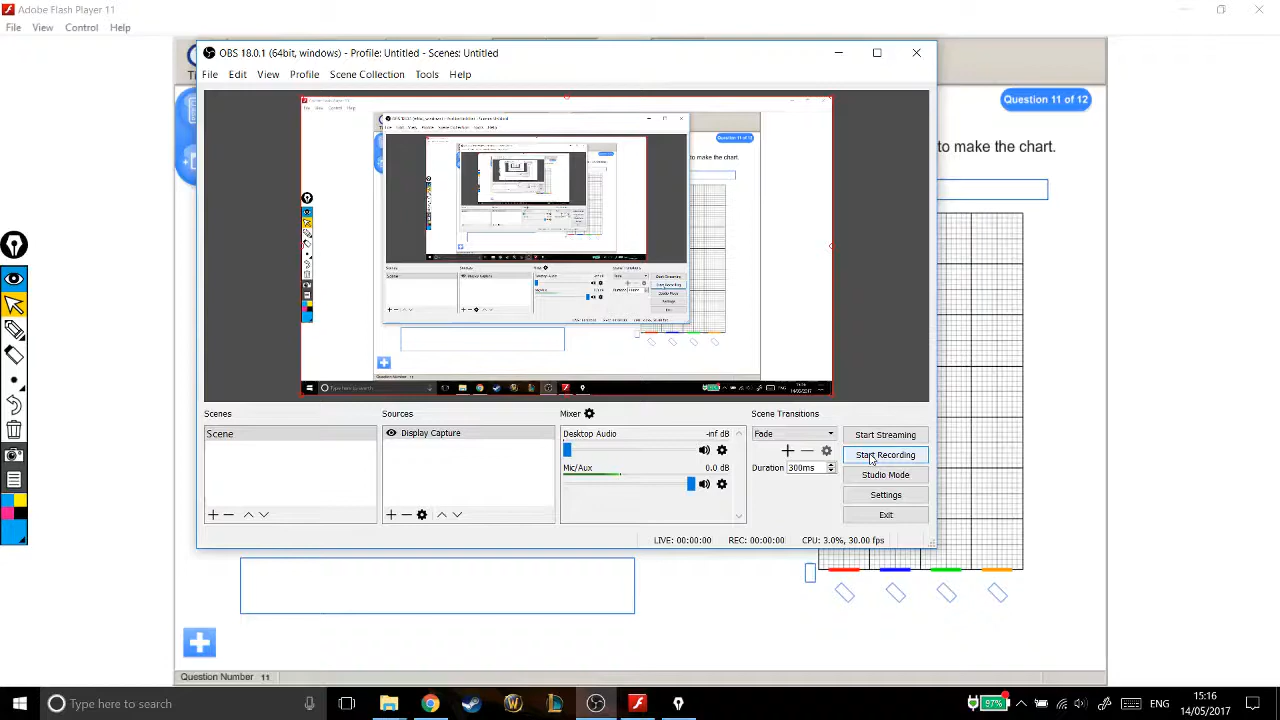 Adobe Flash Player 11
File View Control Help
OBS 18.0.1 (64bit, windows) - Profile: Untitled - Scenes: Untitled
File Edit View Profile Scene Collection Tools Help
Question 11 of 12
to make the chart.
Scenes
Scene
Sources
Display Capture
Mixer
Desktop Audio -inf dB
Mic/Aux 0.0 dB
Scene Transitions
Fade
Duration 300ms
Start Streaming
Start Recording
Studio Mode
Settings
Exit
LIVE: 00:00:00 REC: 00:00:00 CPU: 3.0%, 30.00 fps
Question Number 11
Type here to search
97%
ENG
15:16
14/05/2017